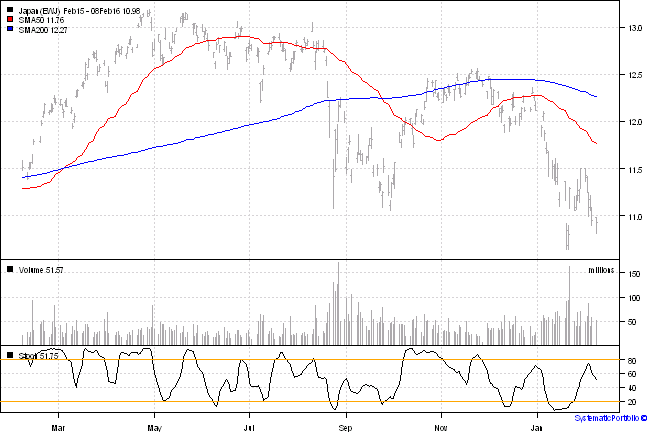 Japan (EWJ) Feb15 - 08Feb16 10.98
SMA50 11.76
SMA200 12.27
13.0
12.5
12.0
11.5
11.0
Volume 51.57
millions
150
100
50
Stoch 51.75
80
60
40
20
Mar May Jul Sep Nov Jan
SystematicPortfolio ©